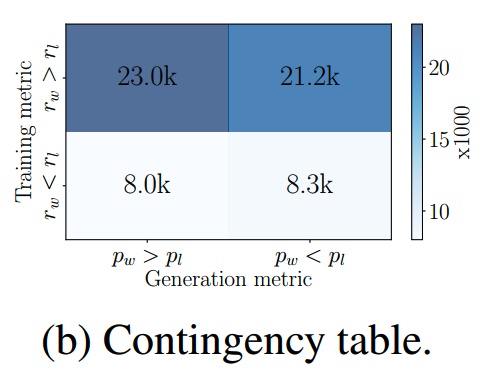 Training metric
r_w > r_l
r_w < r_l
23.0k 21.2k
8.0k 8.3k
p_w > p_l p_w < p_l
Generation metric
20
15
10
x1000
(b) Contingency table.